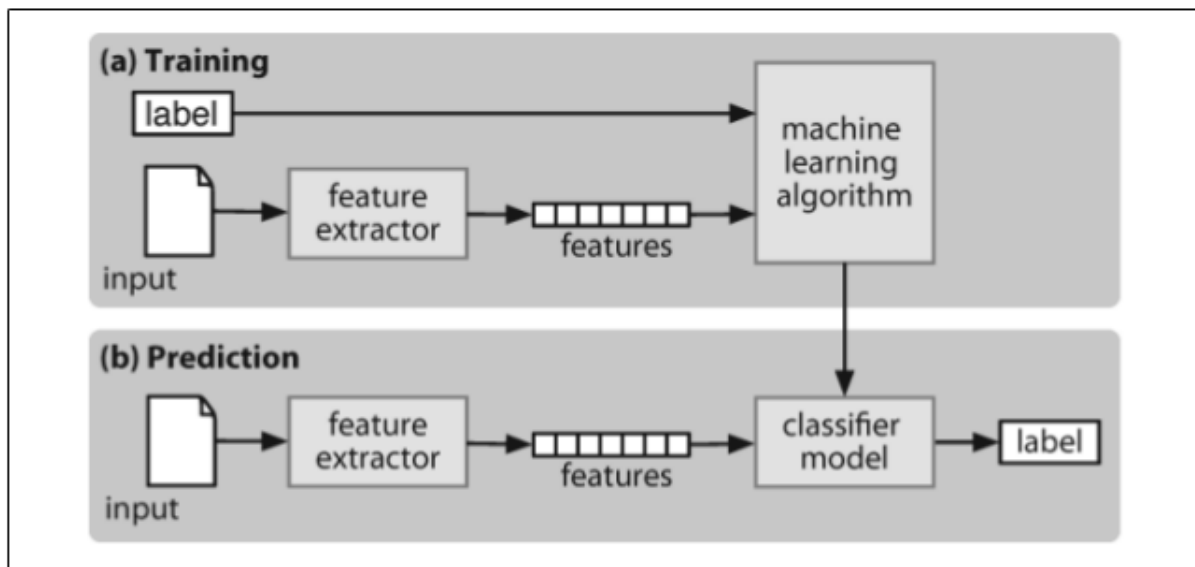 (a) Training
label
machine
learning
algorithm
feature
extractor
features
input
(b) Prediction
feature
extractor
features
classifier
model
label
input